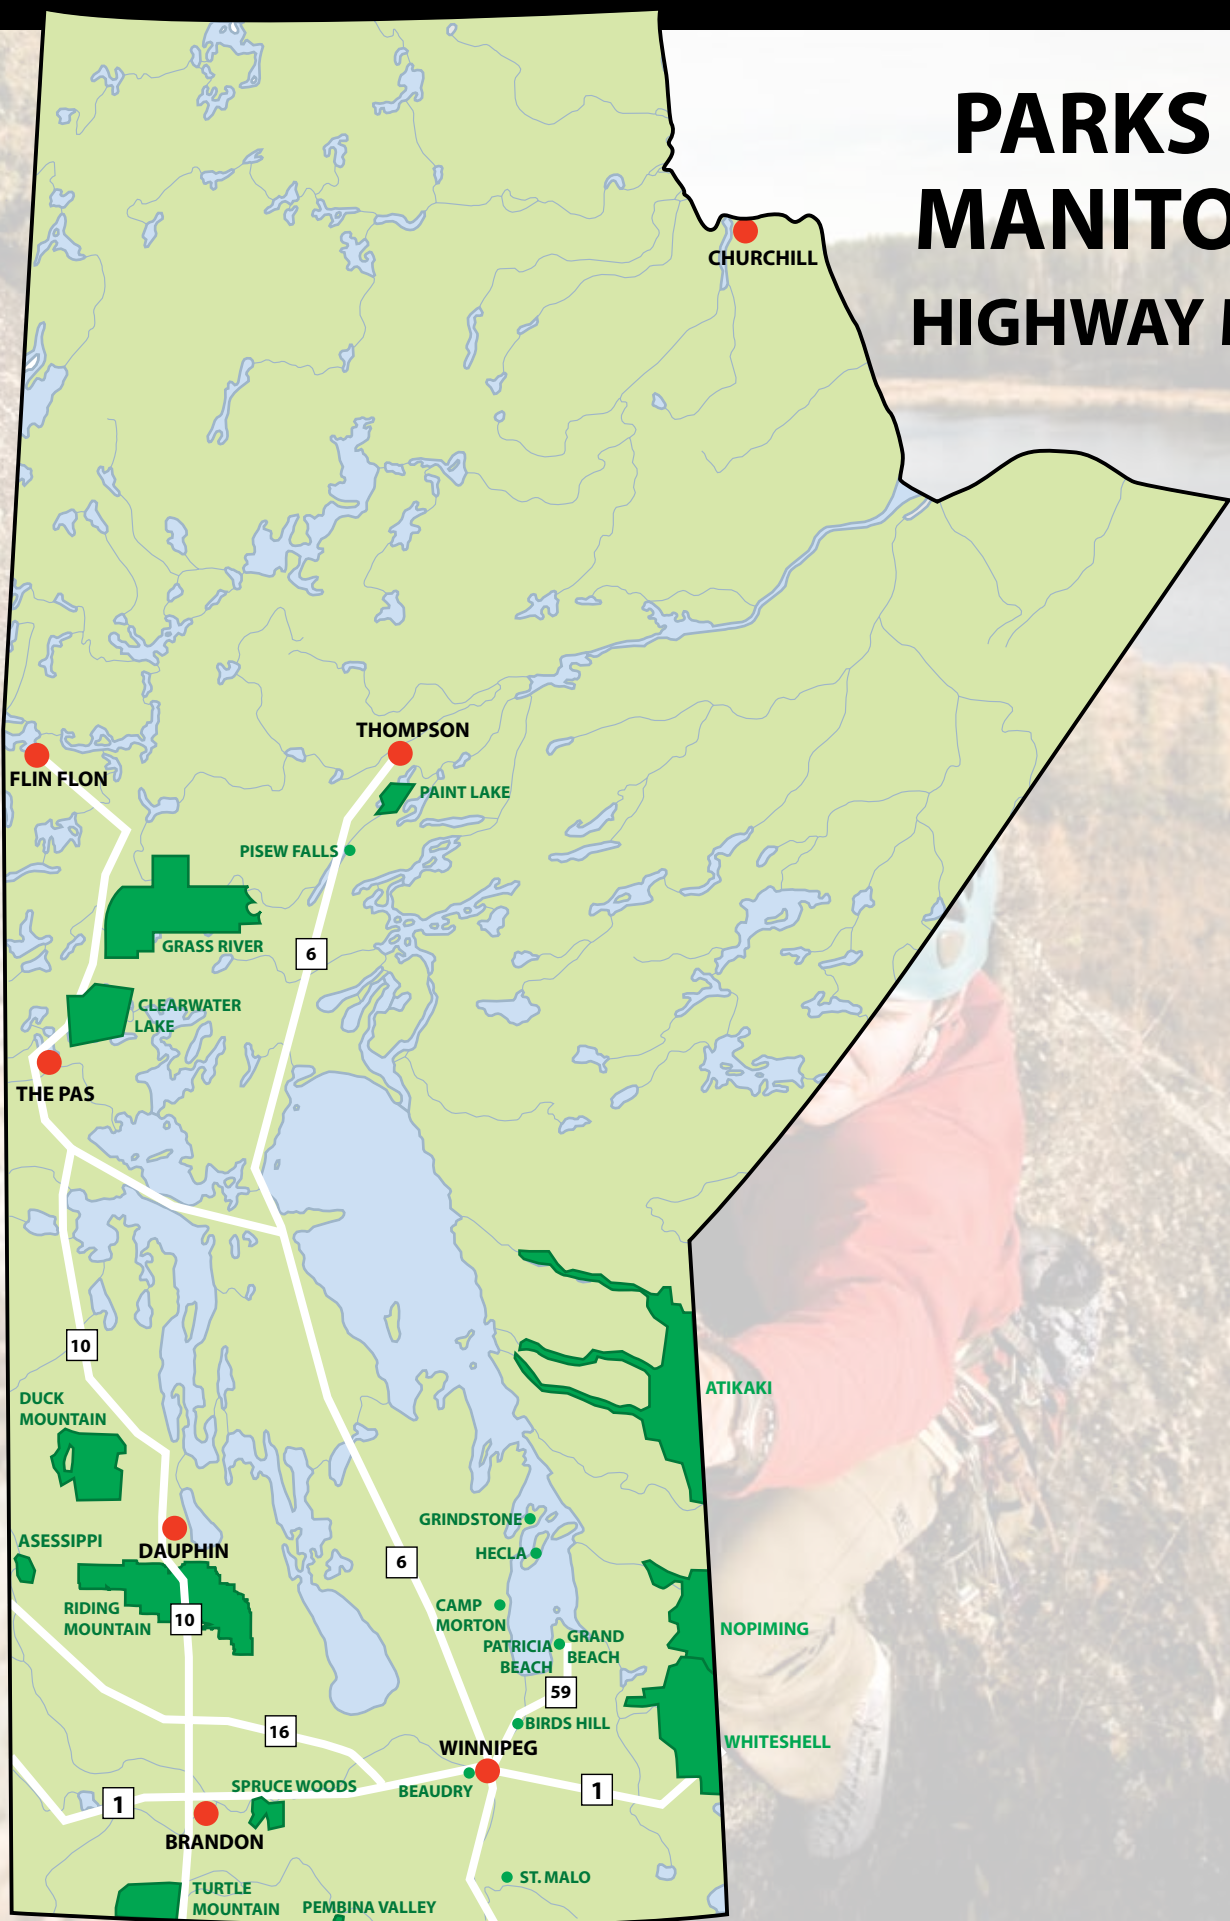 PARKS
MANITO
HIGHWAY
CHURCHILL
THOMPSON
FLIN FLON
PAINT LAKE
PISEW FALLS
GRASS RIVER
6
CLEARWATER
LAKE
THE PAS
10
ATIKAKI
DUCK
MOUNTAIN
GRINDSTONE
ASESSIPPI
DAUPHIN
HECLA
6
CAMP
MORTON
RIDING
MOUNTAIN
10
NOPIMING
PATRICIA
BEACH
GRAND
BEACH
59
BIRDS HILL
16
WINNIPEG
WHITESHELL
SPRUCE WOODS
BEAUDRY
1
1
BRANDON
ST. MALO
TURTLE
MOUNTAIN
PEMBINA VALLEY